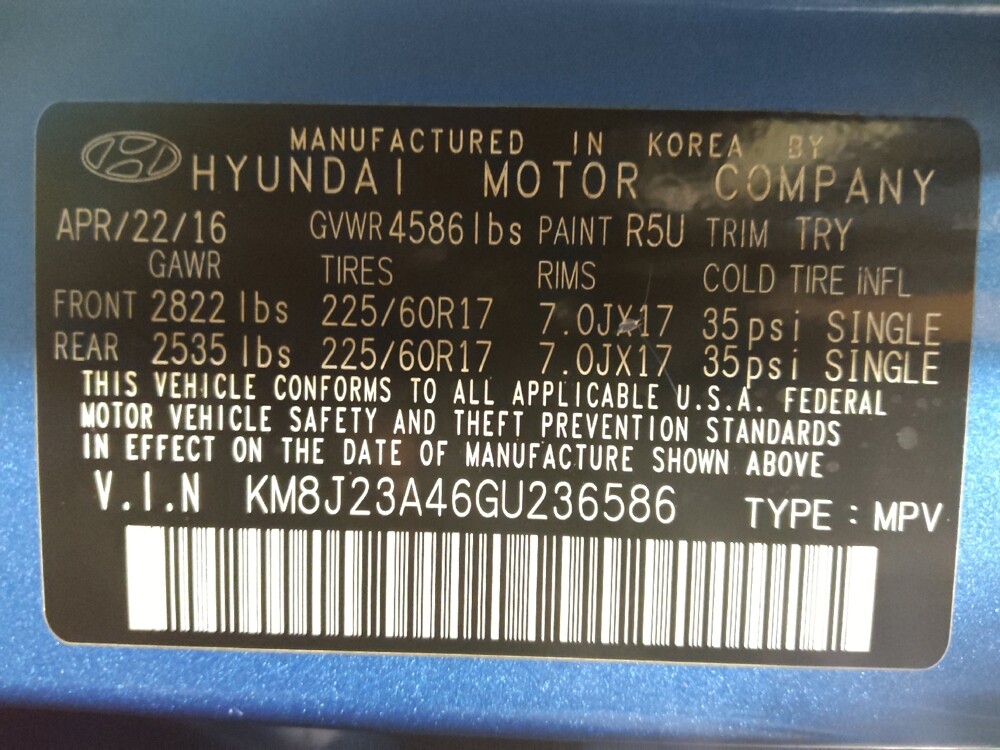 MANUFACTURED IN KOREA BY
HYUNDAI MOTOR COMPANY
APR/22/16 GVWR 4586 lbs PAINT R5U TRIM TRY
GAWR TIRES RIMS COLD TIRE INFL
FRONT 2822 lbs 225/60R17 7.0JX17 35psi SINGLE
REAR 2535 lbs 225/60R17 7.0JX17 35psi SINGLE
THIS VEHICLE CONFORMS TO ALL APPLICABLE U.S.A. FEDERAL
MOTOR VEHICLE SAFETY AND THEFT PREVENTION STANDARDS
IN EFFECT ON THE DATE OF MANUFACTURE SHOWN ABOVE
V.I.N KM8J23A46GU236586 TYPE : MPV